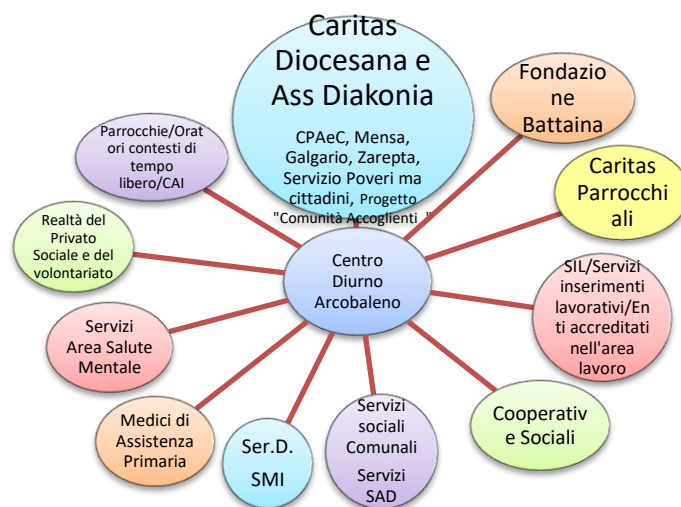 Caritas
Diocesana e
Ass Diakonia
CPAeC, Mensa,
Galgario, Zarepta,
Servizio Poveri ma
cittadini, Progetto
"Comunità Accoglienti "
Fondazio
ne
Battaina
Caritas
Parrocchi
ali
SIL/Servizi
inserimenti
lavorativi/En
ti accreditati
nell'area
lavoro
Cooperativ
e Sociali
Servizi
sociali
Comunali
Servizi
SAD
Ser.D.
SMI
Medici di
Assistenza
Primaria
Servizi
Area Salute
Mentale
Realtà del
Privato
Sociale e del
volontariato
Parrocchie/Orat
ori contesti di
tempo
libero/CAI
Centro
Diurno
Arcobaleno